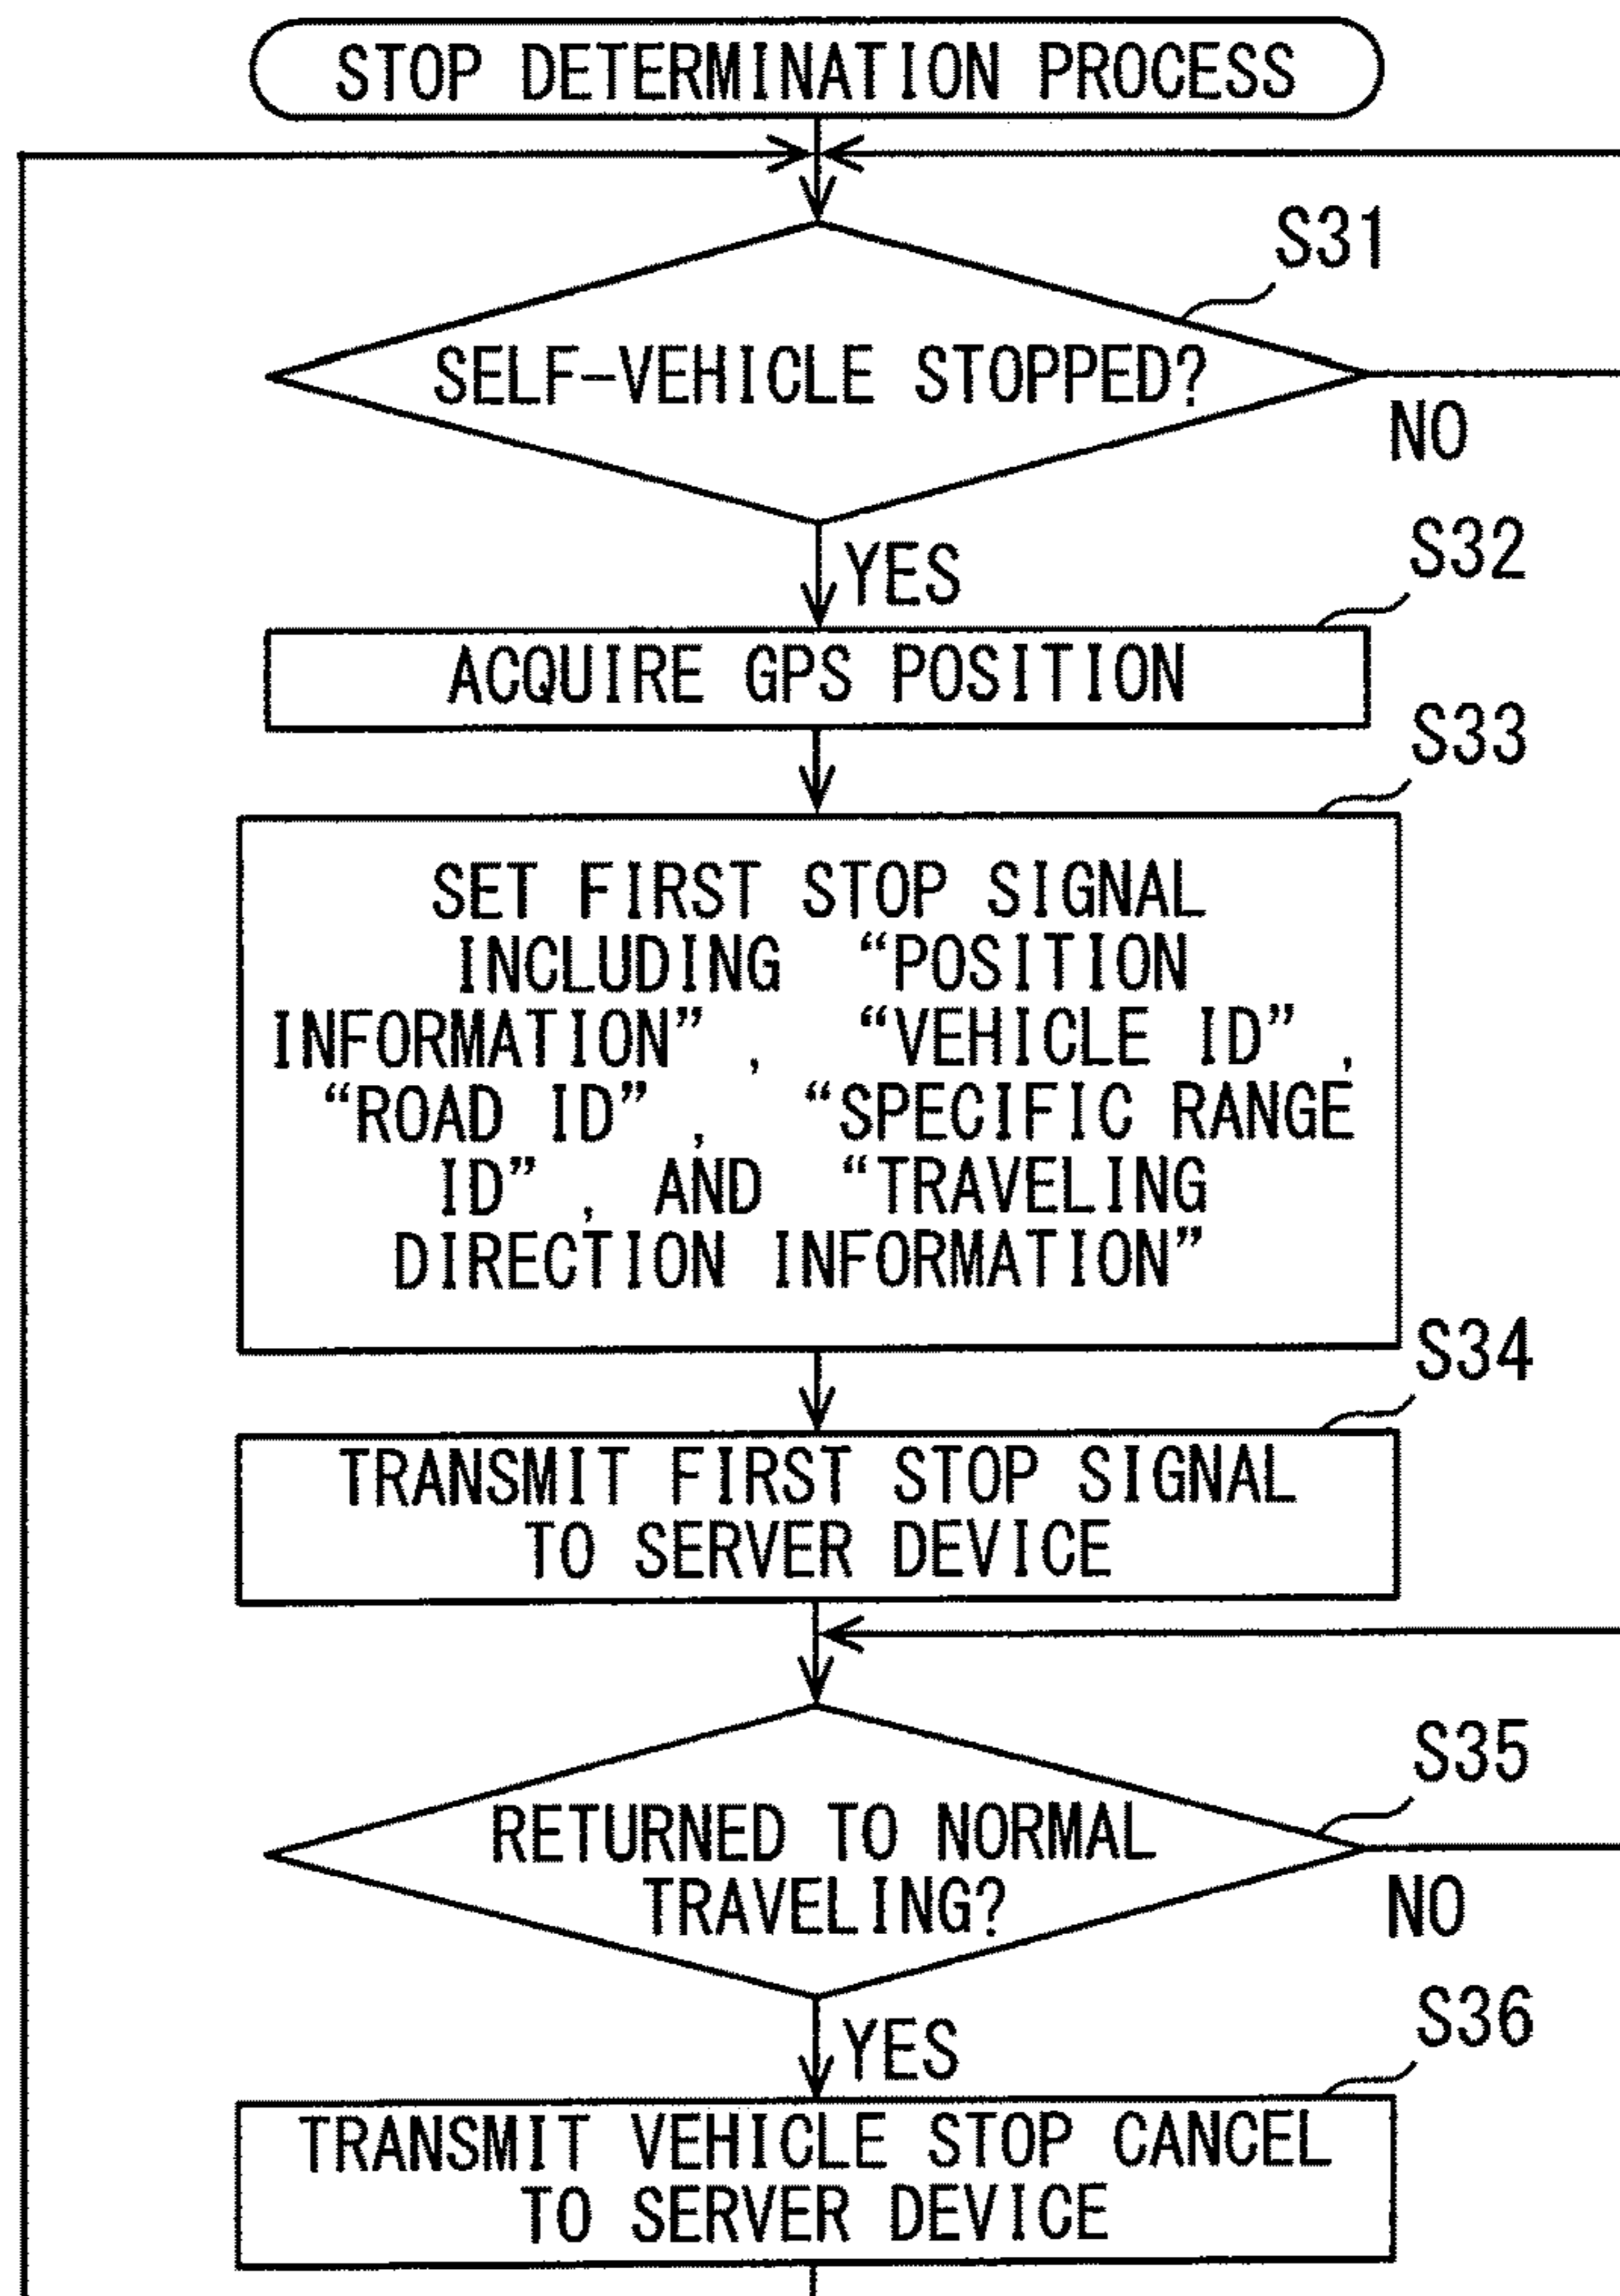 STOP DETERMINATION PROCESS
S31
SELF-VEHICLE STOPPED?
NO
YES
S32
ACQUIRE GPS POSITION
S33
SET FIRST STOP SIGNAL
INCLUDING “POSITION
INFORMATION”, “VEHICLE ID”,
“ROAD ID”, “SPECIFIC RANGE
ID”, AND “TRAVELING
DIRECTION INFORMATION”
S34
TRANSMIT FIRST STOP SIGNAL
TO SERVER DEVICE
S35
RETURNED TO NORMAL
TRAVELING?
NO
YES
S36
TRANSMIT VEHICLE STOP CANCEL
TO SERVER DEVICE